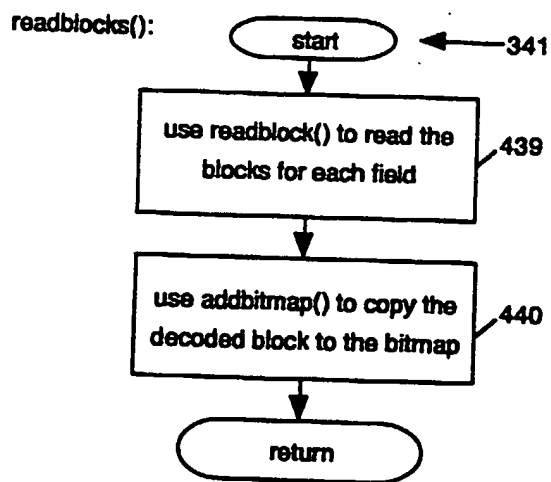 readblocks():
start
341
use readblock() to read the
blocks for each field
439
use addbitmap() to copy the
decoded block to the bitmap
440
return